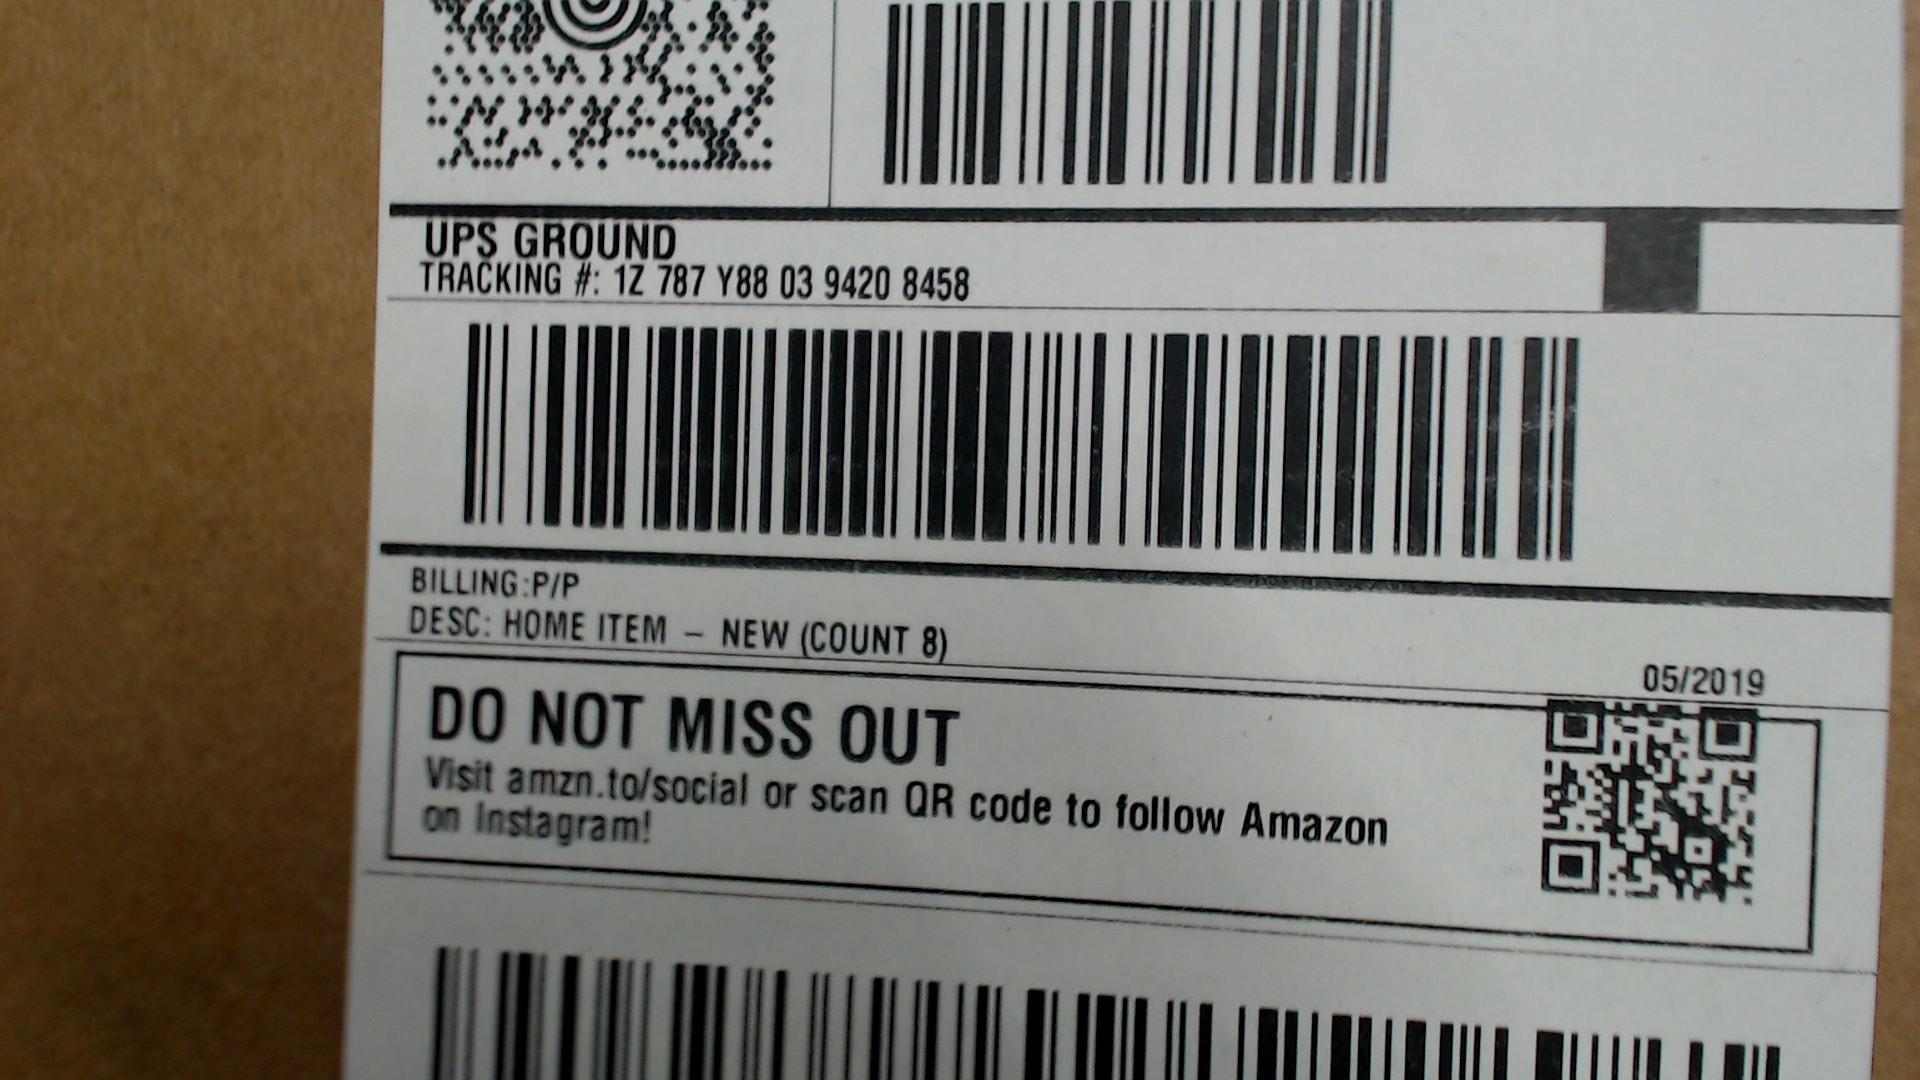 UPS GROUND
TRACKING #: 1Z 787 Y88 03 9420 8458
BILLING:P/P
DESC: HOME ITEM – NEW (COUNT 8)
05/2019
DO NOT MISS OUT
Visit amzn.to/social or scan QR code to follow Amazon
on Instagram!